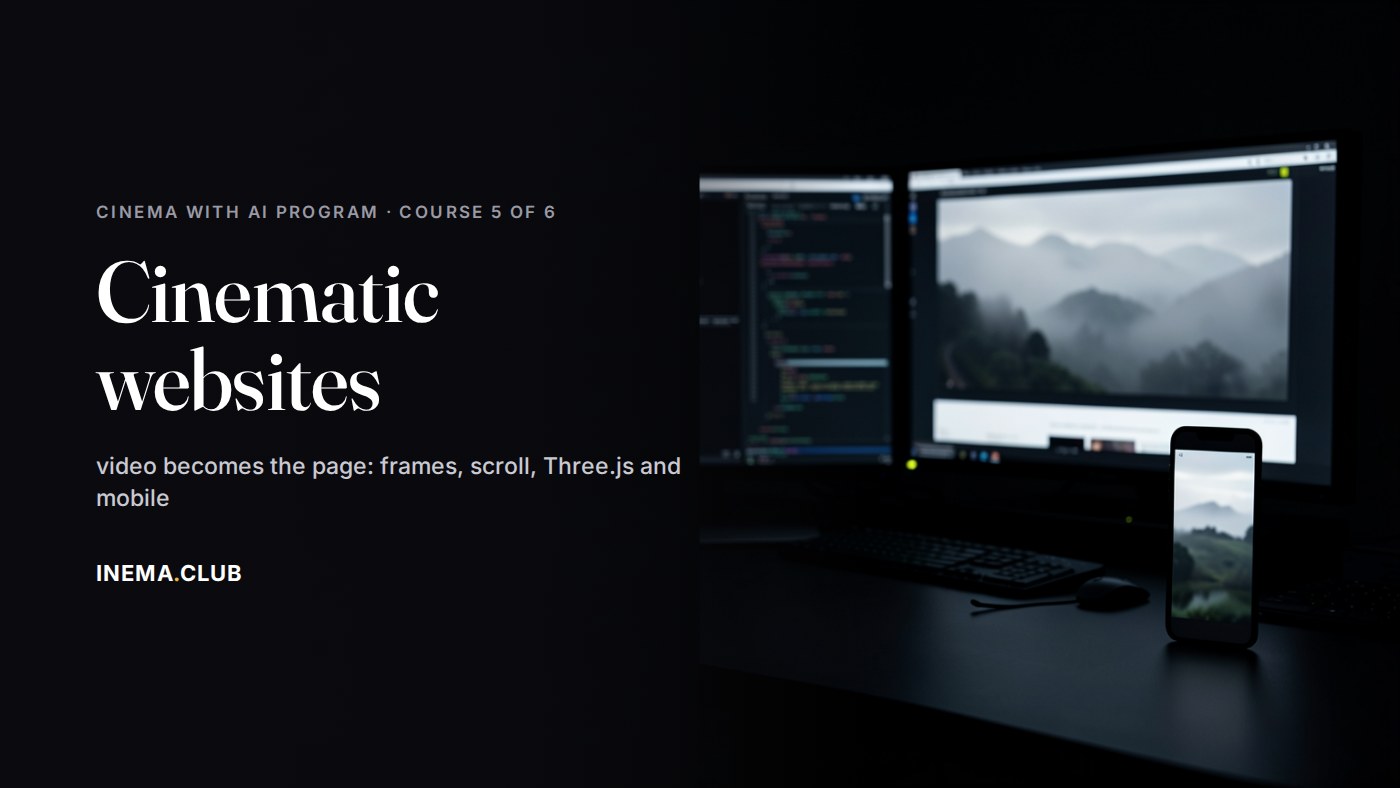 CINEMA WITH AI PROGRAM · COURSE 5 OF 6
Cinematic
websites
video becomes the page: frames, scroll, Three.js and
mobile
INEMA.CLUB